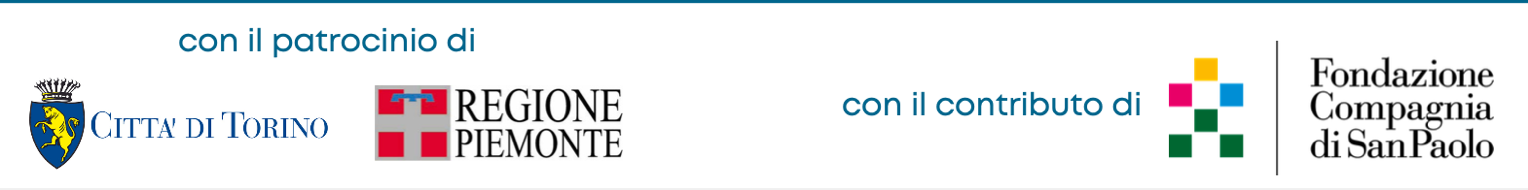 con il patrocinio di
CITTA' DI TORINO
REGIONE
PIEMONTE
con il contributo di
Fondazione
Compagnia
di San Paolo